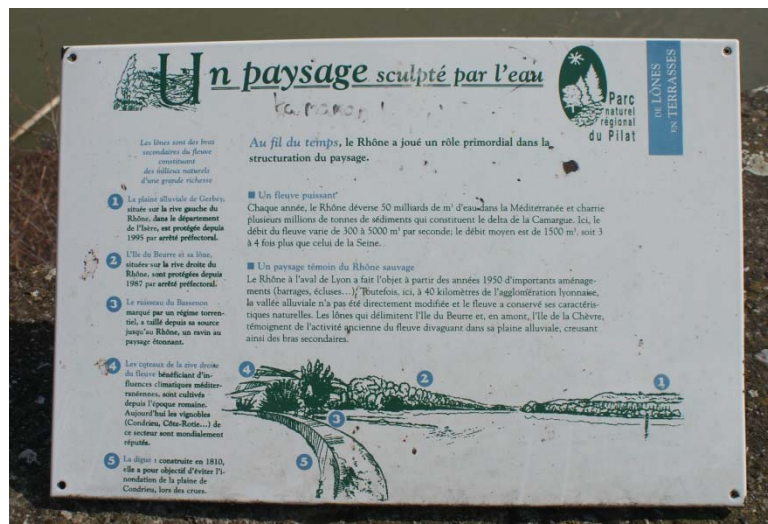 Un paysage sculpté par l'eau
Parc
naturel
régional
du Pilat
DE LÔNES
EN TERRASSES
Les lônes sont des bras
secondaires du fleuve
constituant
des milieux naturels
d'une grande richesse
Au fil du temps, le Rhône a joué un rôle primordial dans la
structuration du paysage.
1 La plaine alluviale de Gerbey,
située sur la rive gauche du
Rhône, dans le département
de l'Isère, est protégée depuis
1995 par arrêté préfectoral.
2 L'Ile du Beurre et sa lône,
situées sur la rive droite du
Rhône, sont protégées depuis
1987 par arrêté préfectoral.
3 Le ruisseau du Bassenon
marqué par un régime torren-
tiel, a taillé depuis sa source
jusqu'au Rhône, un ravin au
paysage étonnant.
4 Les coteaux de la rive droite
du fleuve bénéficiant d'in-
fluences climatiques méditer-
ranéennes, sont cultivés
depuis l'époque romaine.
Aujourd'hui les vignobles
(Condrieu, Côte-Rotie...) de
ce secteur sont mondialement
réputés.
5 La digue : construite en 1810,
elle a pour objectif d'éviter l'i-
nondation de la plaine de
Condrieu, lors des crues.
■ Un fleuve puissant
Chaque année, le Rhône déverse 50 milliards de m³ d'eau dans la Méditerranée et charrie
plusieurs millions de tonnes de sédiments qui constituent le delta de la Camargue. Ici, le
débit du fleuve varie de 300 à 5000 m³ par seconde; le débit moyen est de 1500 m³, soit 3
à 4 fois plus que celui de la Seine.
■ Un paysage témoin du Rhône sauvage
Le Rhône à l'aval de Lyon a fait l'objet à partir des années 1950 d'importants aménage-
ments (barrages, écluses...). Toutefois, ici, à 40 kilomètres de l'agglomération lyonnaise,
la vallée alluviale n'a pas été directement modifiée et le fleuve a conservé ses caractéris-
tiques naturelles. Les lônes qui délimitent l'Ile du Beurre et, en amont, l'Ile de la Chèvre,
témoignent de l'activité ancienne du fleuve divaguant dans sa plaine alluviale, creusant
ainsi des bras secondaires.
4
2
1
3
5